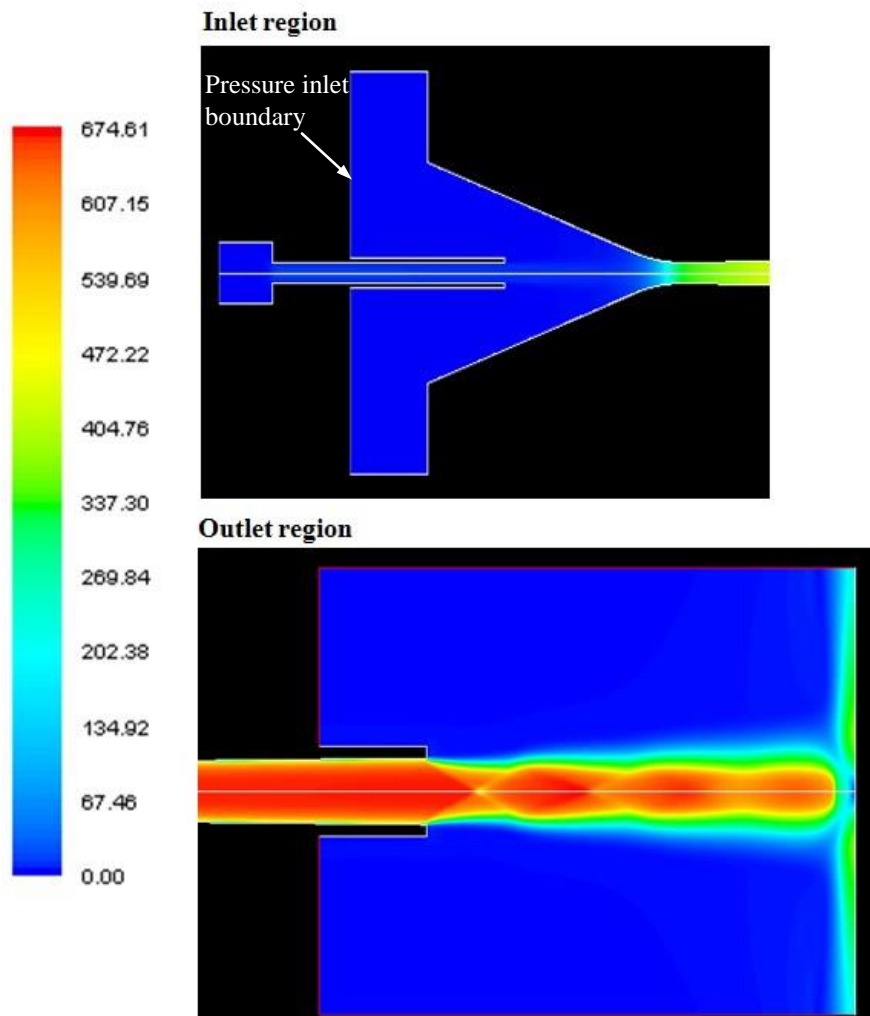 Inlet region
Pressure inlet
boundary
674.61
607.15
539.69
472.22
404.76
337.30
269.84
202.38
134.92
67.46
0.00
Outlet region